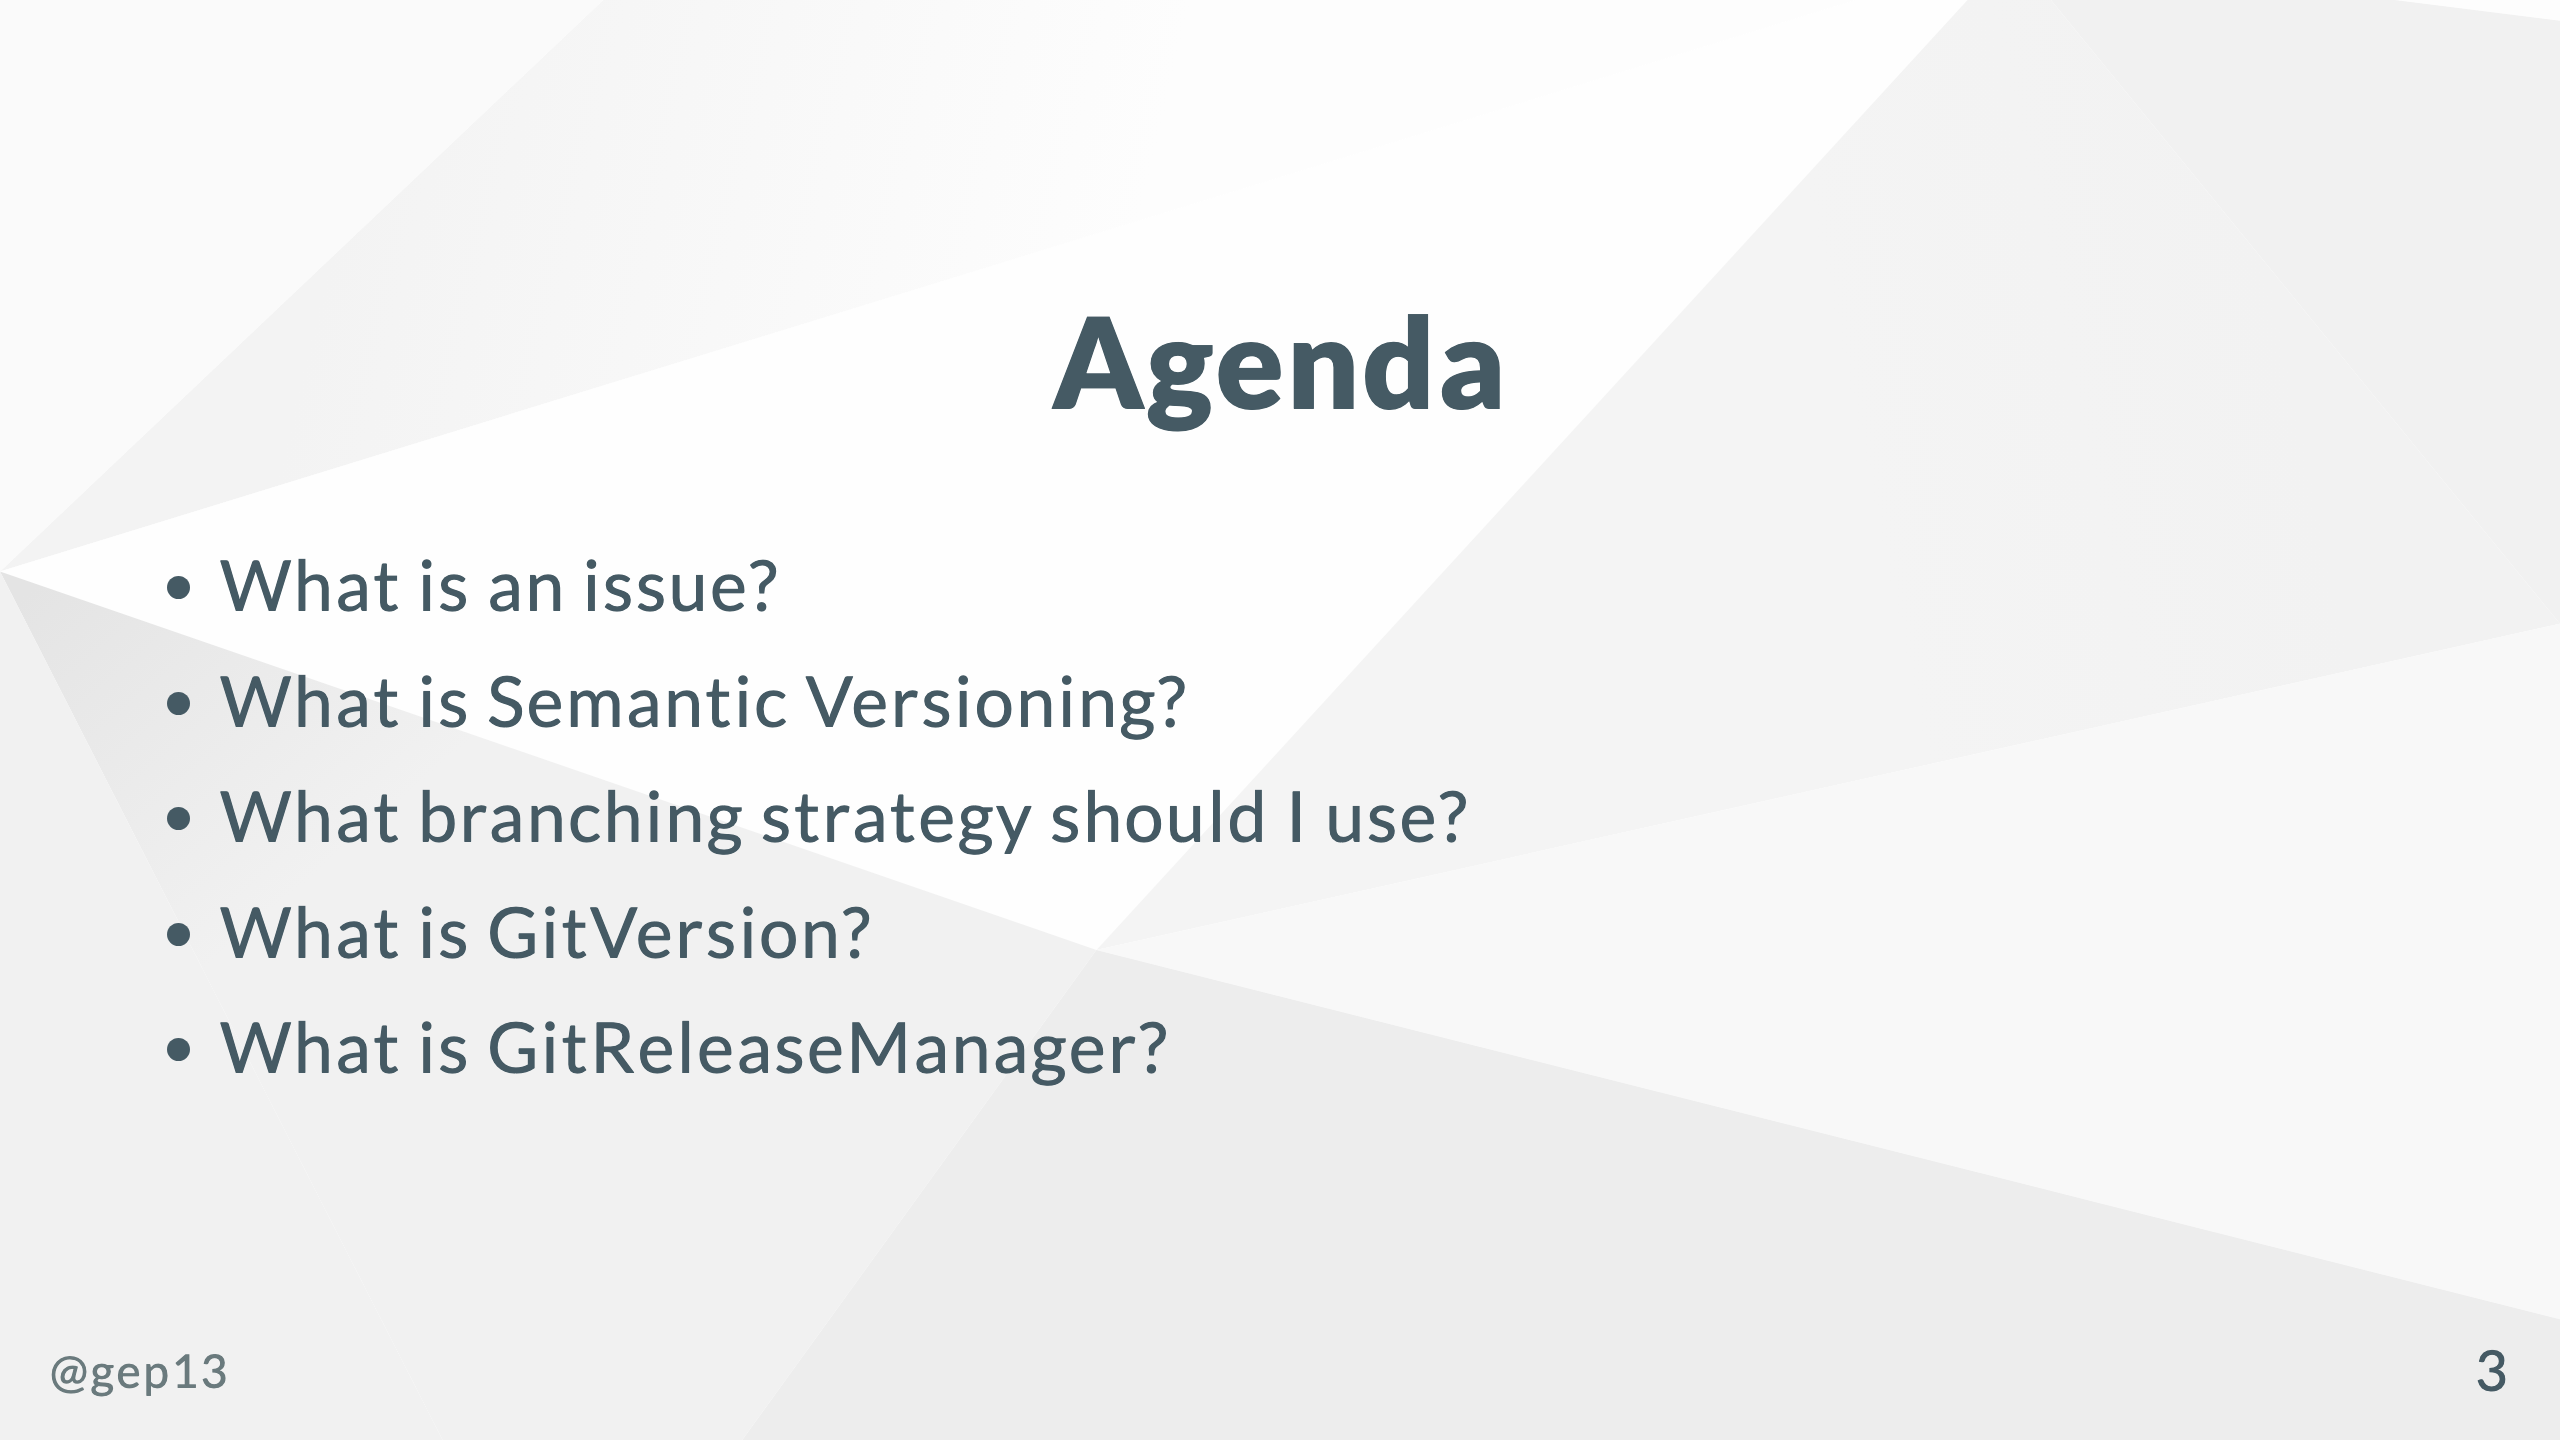 Agenda
• What is an issue?
• What is Semantic Versioning?
• What branching strategy should I use?
• What is GitVersion?
• What is GitReleaseManager?
@gep13
3